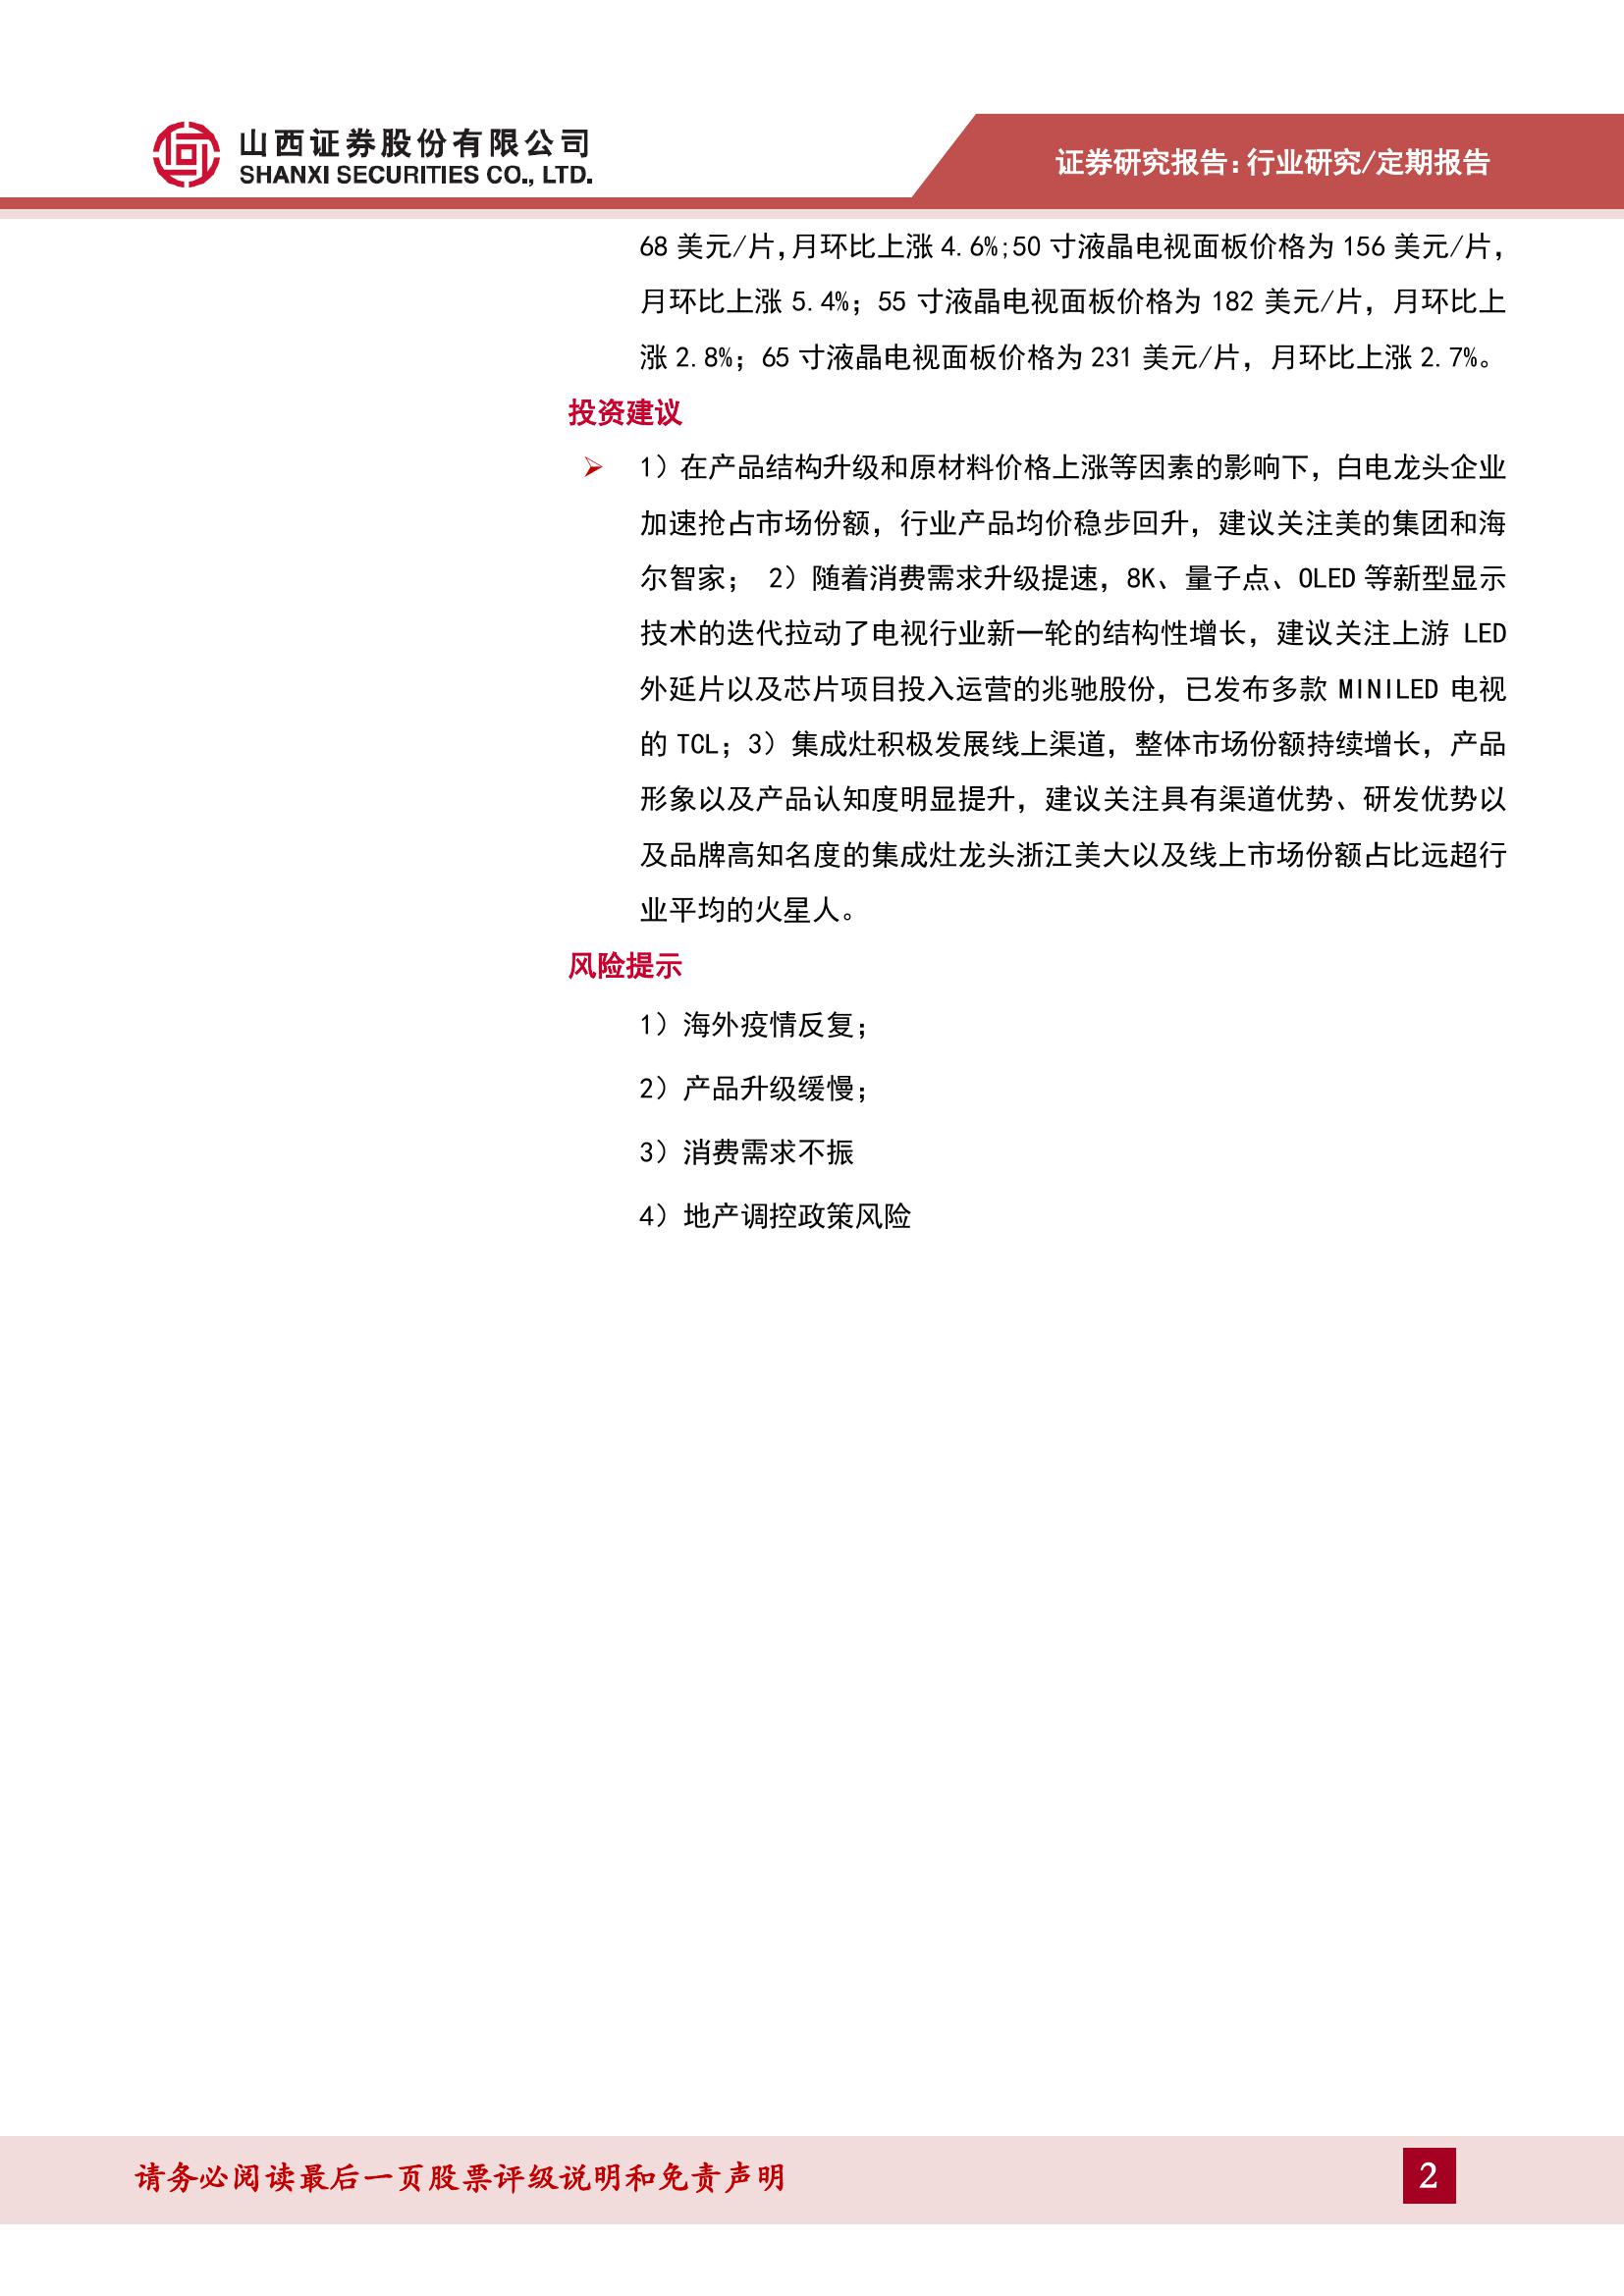 山西证券股份有限公司
SHANXI SECURITIES CO., LTD.
证券研究报告:行业研究/定期报告
68 美元/片,月环比上涨 4.6%;50 寸液晶电视面板价格为 156 美元/片,
月环比上涨 5.4%；55 寸液晶电视面板价格为 182 美元/片，月环比上
涨 2.8%；65 寸液晶电视面板价格为 231 美元/片，月环比上涨 2.7%。
投资建议
➢ 1）在产品结构升级和原材料价格上涨等因素的影响下，白电龙头企业
加速抢占市场份额，行业产品均价稳步回升，建议关注美的集团和海
尔智家； 2）随着消费需求升级提速，8K、量子点、OLED 等新型显示
技术的迭代拉动了电视行业新一轮的结构性增长，建议关注上游 LED
外延片以及芯片项目投入运营的兆驰股份，已发布多款 MINILED 电视
的 TCL；3）集成灶积极发展线上渠道，整体市场份额持续增长，产品
形象以及产品认知度明显提升，建议关注具有渠道优势、研发优势以
及品牌高知名度的集成灶龙头浙江美大以及线上市场份额占比远超行
业平均的火星人。
风险提示
1）海外疫情反复；
2）产品升级缓慢；
3）消费需求不振
4）地产调控政策风险
请务必阅读最后一页股票评级说明和免责声明
2